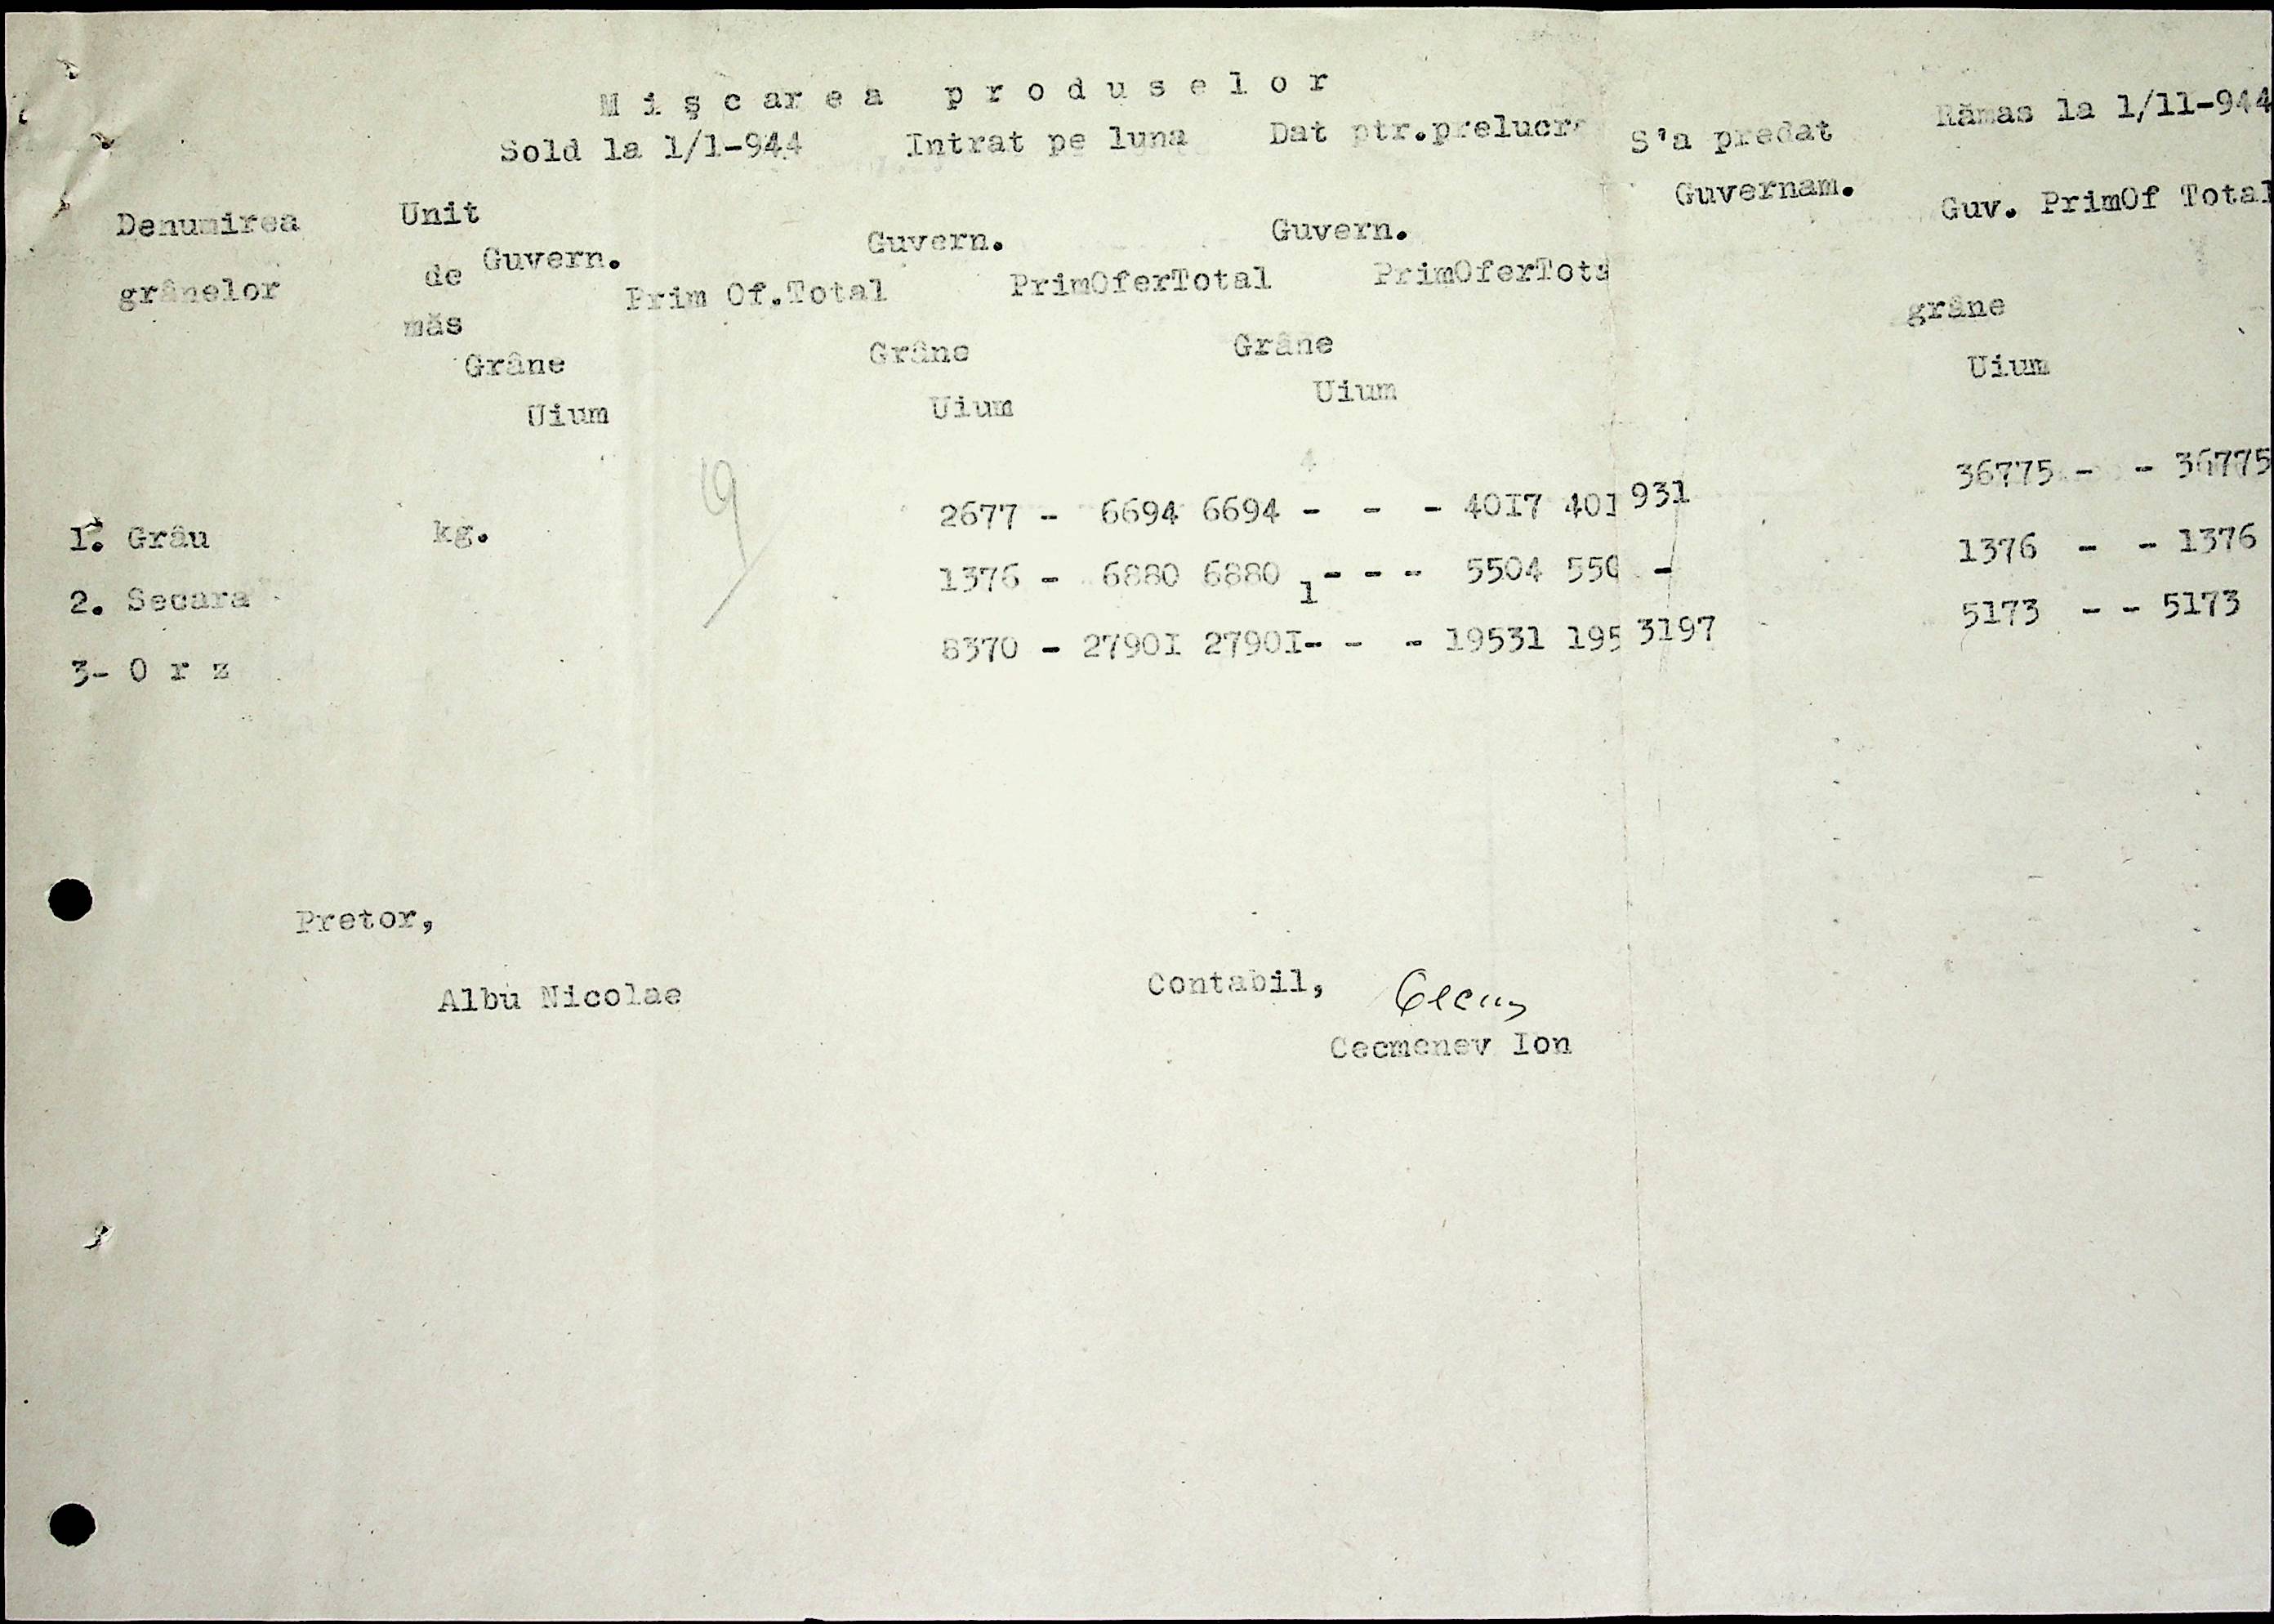 Mişcarea produselor
Sold la 1/1-944 Intrat pe luna Dat ptr.prelucr S'a predat Rămas la 1/11-944
Denumirea Unit Guvernam. Guv. PrimOf Total
grânelor de Guvern. Guvern. Guvern.
Prim Of.Total PrimOferTotal PrimOferTota
măs grâne
Grâne Grâne Grâne Uium
Uium Uium Uium
1. Grâu kg. 2677 - 6694 6694 - - - 4017 401 931 36775 - - 36775
2. Secara 1376 - 6880 6880 1 - - - 5504 550 - 1376 - - 1376
3- O r z 8370 - 27901 27901- - - 19531 195 3197 5173 - - 5173
Pretor,
Albu Nicolae
Contabil,
Cecmenev Ion